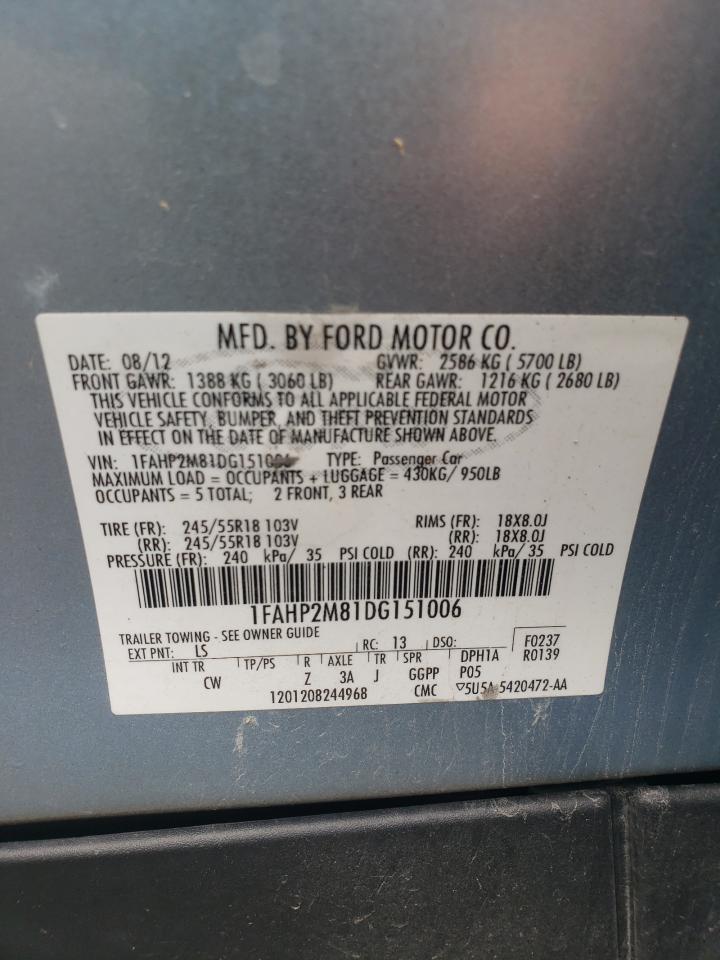 MFD. BY FORD MOTOR CO.
DATE: 08/12 GVWR: 2586 KG ( 5700 LB)
FRONT GAWR: 1388 KG ( 3060 LB) REAR GAWR: 1216 KG ( 2680 LB)
THIS VEHICLE CONFORMS TO ALL APPLICABLE FEDERAL MOTOR
VEHICLE SAFETY, BUMPER, AND THEFT PREVENTION STANDARDS
IN EFFECT ON THE DATE OF MANUFACTURE SHOWN ABOVE.
VIN: 1FAHP2M81DG151006 TYPE: Passenger Car
MAXIMUM LOAD = OCCUPANTS + LUGGAGE = 430KG/ 950LB
OCCUPANTS = 5 TOTAL; 2 FRONT, 3 REAR
TIRE (FR): 245/55R18 103V RIMS (FR): 18X8.0J
(RR): 245/55R18 103V (RR): 18X8.0J
PRESSURE (FR): 240 kPa/ 35 PSI COLD (RR): 240 kPa/ 35 PSI COLD
1FAHP2M81DG151006
TRAILER TOWING - SEE OWNER GUIDE
EXT PNT: LS RC: 13 DSO: F0237
INT TR TP/PS R AXLE TR SPR DPH1A R0139
CW Z 3A J GGPP P05
1201208244968 CMC ▽5U5A-5420472-AA